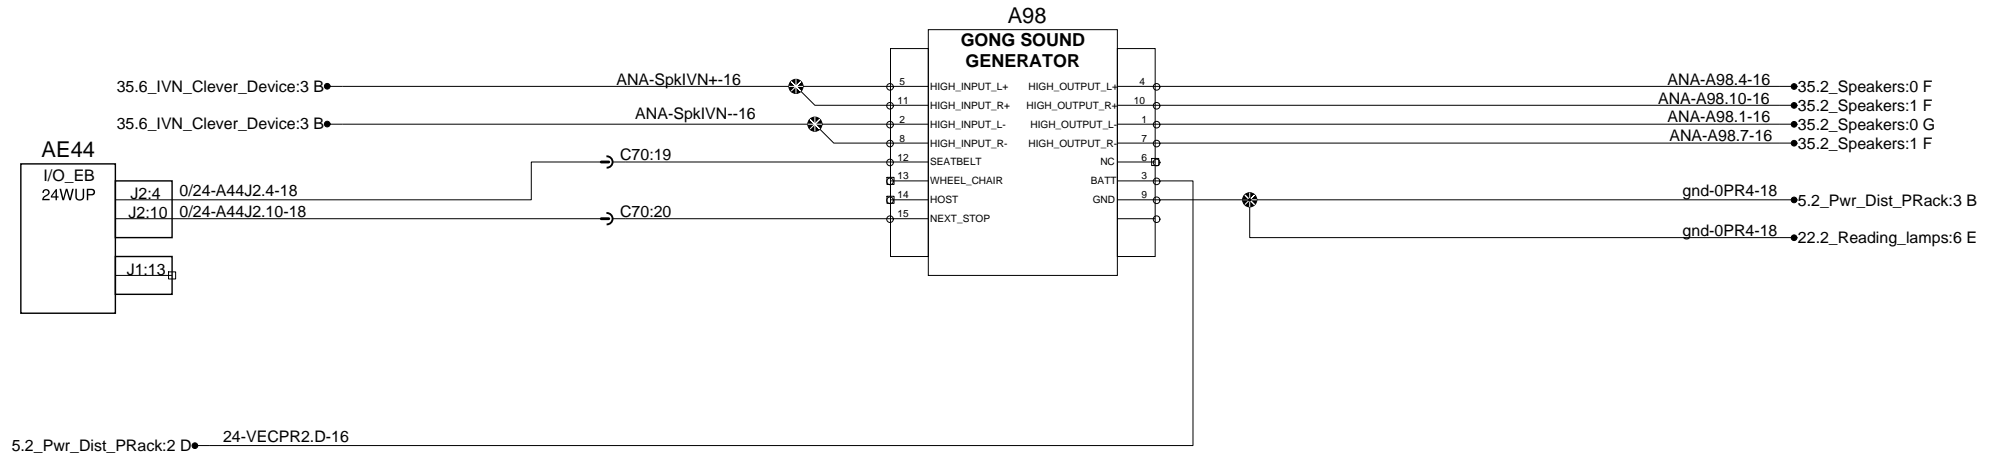 A98
GONG SOUND
GENERATOR
35.6_IVN_Clever_Device:3 B
ANA-SpkIVN+-16
5
HIGH_INPUT_L+
HIGH_OUTPUT_L+
4
ANA-A98.4-16
35.2_Speakers:0 F
11
HIGH_INPUT_R+
HIGH_OUTPUT_R+
10
ANA-A98.10-16
35.2_Speakers:1 F
35.6_IVN_Clever_Device:3 B
ANA-SpkIVN--16
2
HIGH_INPUT_L-
HIGH_OUTPUT_L-
1
ANA-A98.1-16
35.2_Speakers:0 G
8
HIGH_INPUT_R-
HIGH_OUTPUT_R-
7
ANA-A98.7-16
35.2_Speakers:1 F
AE44
C70:19
12
SEATBELT
NC
6
I/O_EB
24WUP
13
WHEEL_CHAIR
BATT
3
J2:4
0/24-A44J2.4-18
14
HOST
GND
9
gnd-0PR4-18
5.2_Pwr_Dist_PRack:3 B
J2:10
0/24-A44J2.10-18
C70:20
15
NEXT_STOP
gnd-0PR4-18
22.2_Reading_lamps:6 E
J1:13
5.2_Pwr_Dist_PRack:2 D
24-VECPR2.D-16